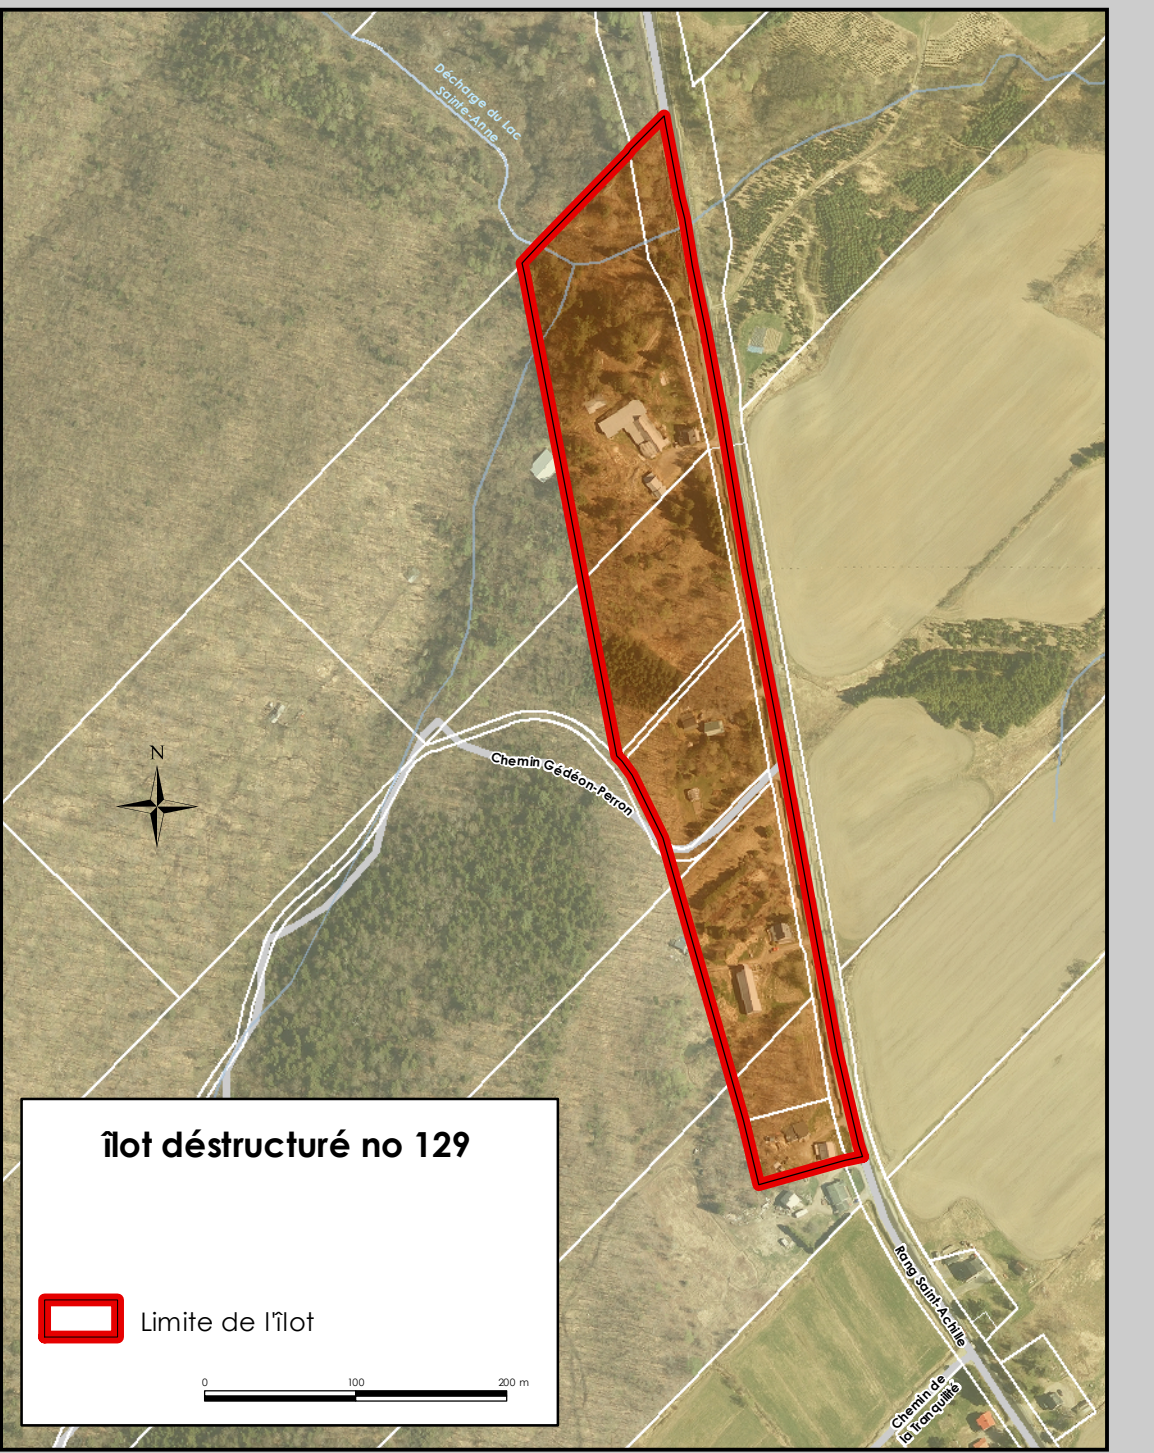 Décharge du Lac
Sainte-Anne
N
Chemin Gédéon-Perron
îlot déstructuré no 129
Limite de l'îlot
0 100 200 m
Rang Saint-Achille
Chemin de
la Tranquilité